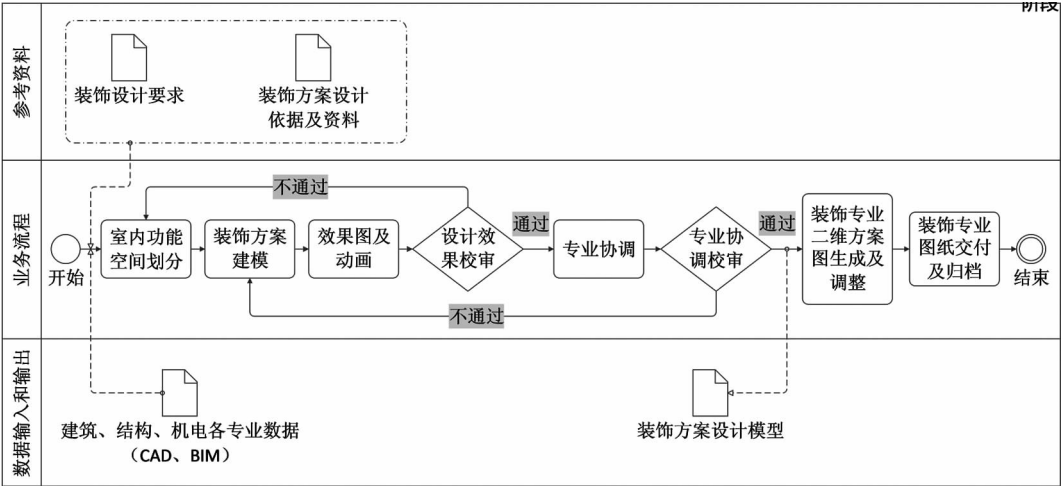 阶段
参考资料
装饰设计要求
装饰方案设计
依据及资料
业务流程
不通过
开始
室内功能
空间划分
装饰方案
建模
效果图及
动画
设计效
果校审
通过
专业协调
专业协
调校审
通过
装饰专业
二维方案
图生成及
调整
装饰专业
图纸交付
及归档
结束
不通过
数据输入和输出
建筑、结构、机电各专业数据
（CAD、BIM）
装饰方案设计模型